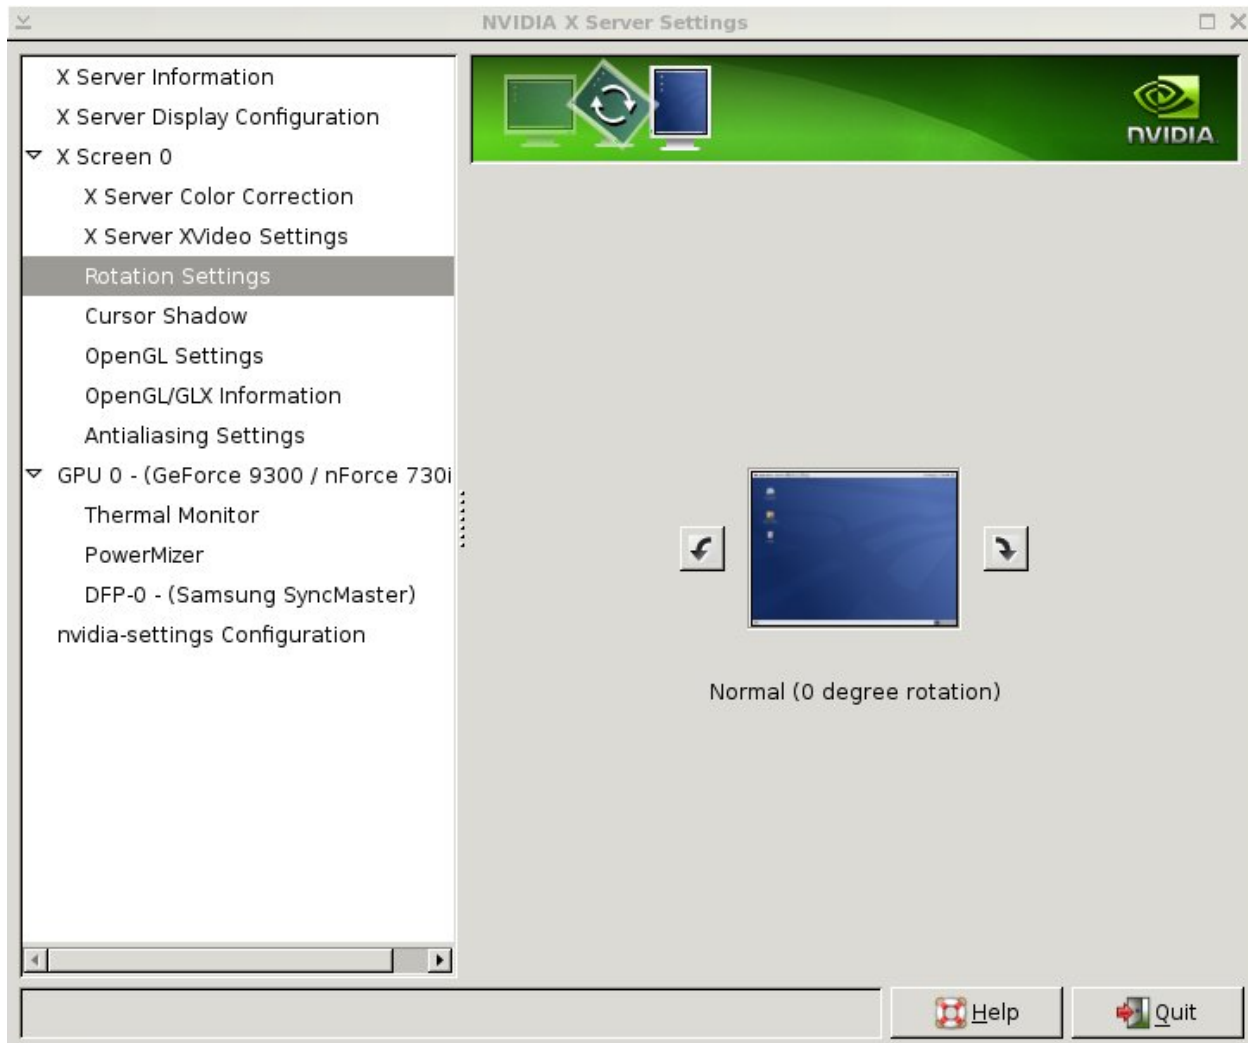 NVIDIA X Server Settings
X Server Information
X Server Display Configuration
X Screen 0
X Server Color Correction
X Server XVideo Settings
Rotation Settings
Cursor Shadow
OpenGL Settings
OpenGL/GLX Information
Antialiasing Settings
GPU 0 - (GeForce 9300 / nForce 730i
Thermal Monitor
PowerMizer
DFP-0 - (Samsung SyncMaster)
nvidia-settings Configuration
NVIDIA.
Normal (0 degree rotation)
Help
Quit